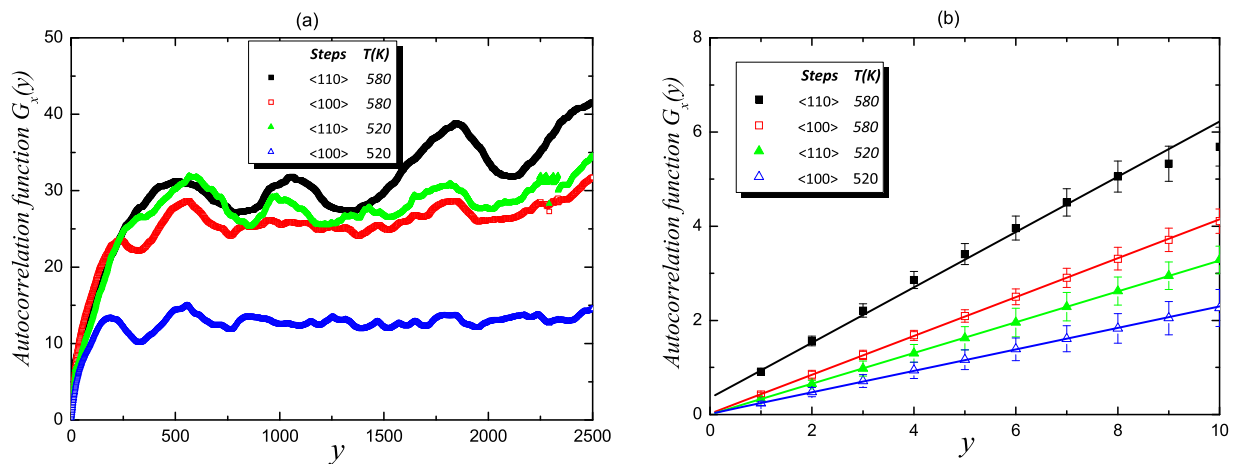 (a)
Autocorrelation function Gₓ(y)
50
40
30
20
10
0
Steps T(K)
<110> 580
<100> 580
<110> 520
<100> 520
0 500 1000 1500 2000 2500
y
(b)
Autocorrelation function Gₓ(y)
8
6
4
2
0
Steps T(K)
<110> 580
<100> 580
<110> 520
<100> 520
0 2 4 6 8 10
y